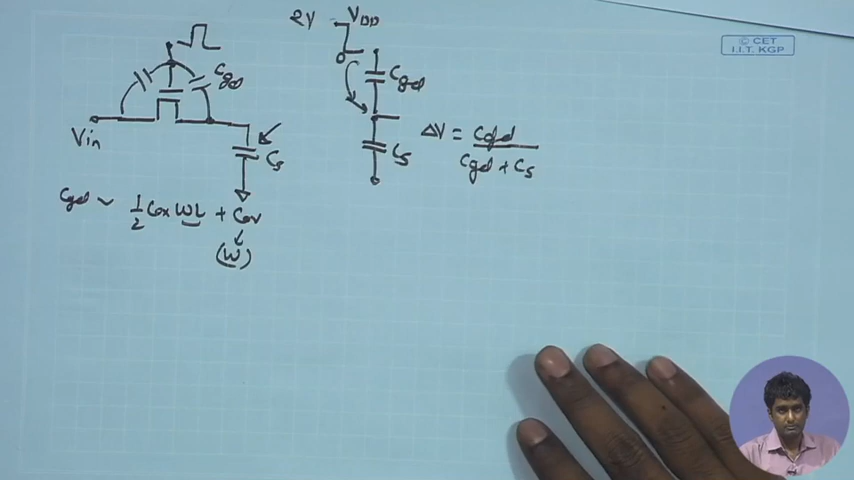 2V VDD
Cgd
Cgd
© CET
I.I.T. KGP
Vin
Cs
Cs
ΔV = Cgd
Cgd + Cs
Cgd ~ 1/2 Cox WL + Cov
(W)